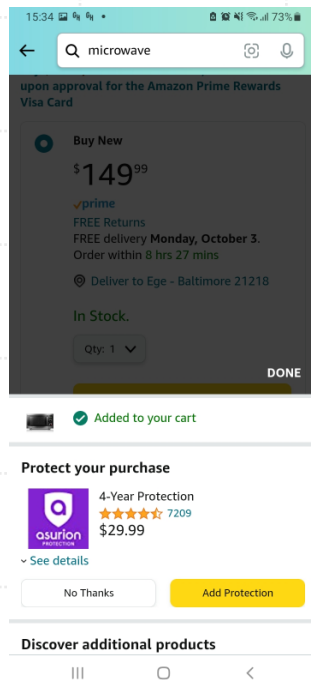 15:34 73%
microwave
upon approval for the Amazon Prime Rewards
Visa Card
Buy New
$149.99
prime
FREE Returns
FREE delivery Monday, October 3.
Order within 8 hrs 27 mins
Deliver to Ege - Baltimore 21218
In Stock.
Qty: 1
DONE
Added to your cart
Protect your purchase
4-Year Protection
7209
$29.99
a
asurion
PROTECTION
See details
No Thanks
Add Protection
Discover additional products